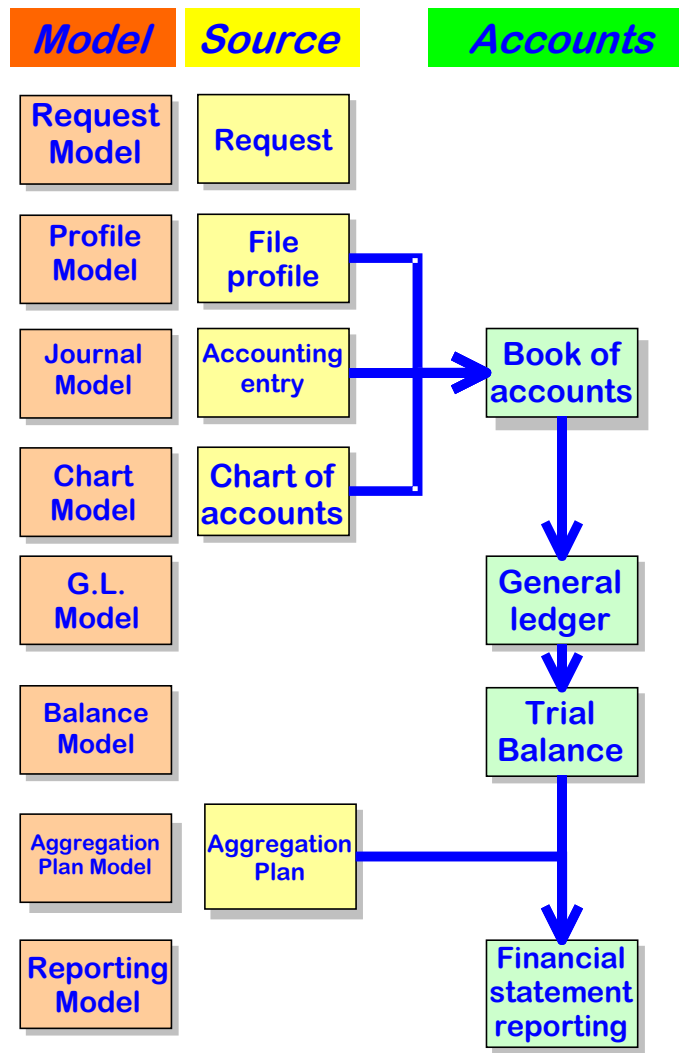 Model
Source
Accounts
Request
Model
Request
Profile
Model
File
profile
Journal
Model
Accounting
entry
Book of
accounts
Chart
Model
Chart of
accounts
G.L.
Model
General
ledger
Balance
Model
Trial
Balance
Aggregation
Plan Model
Aggregation
Plan
Reporting
Model
Financial
statement
reporting